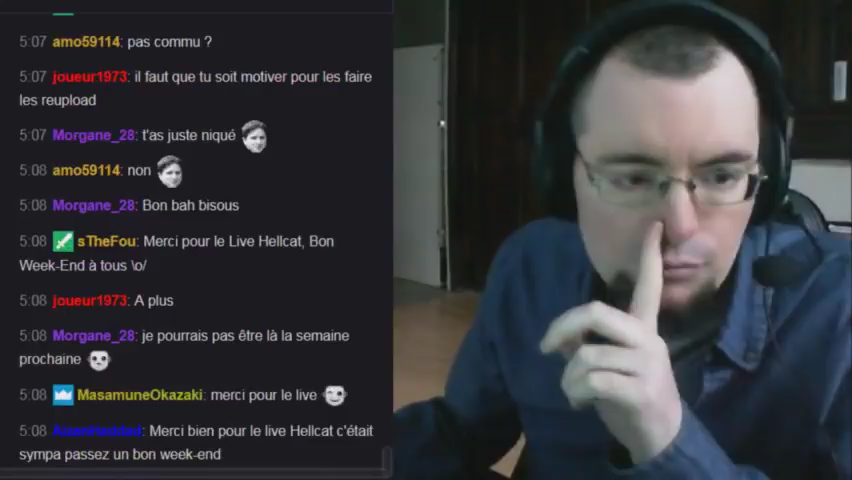 5:07 amo59114: pas commu ?
5:07 joueur1973: il faut que tu soit motiver pour les faire
les reupload
5:07 Morgane_28: t'as juste niqué
5:08 amo59114: non
5:08 Morgane_28: Bon bah bisous
5:08 sTheFou: Merci pour le Live Hellcat, Bon
Week-End à tous \o/
5:08 joueur1973: A plus
5:08 Morgane_28: je pourrais pas être là la semaine
prochaine
5:08 MasamuneOkazaki: merci pour le live
5:08 Merci bien pour le live Hellcat c'était
sympa passez un bon week-end